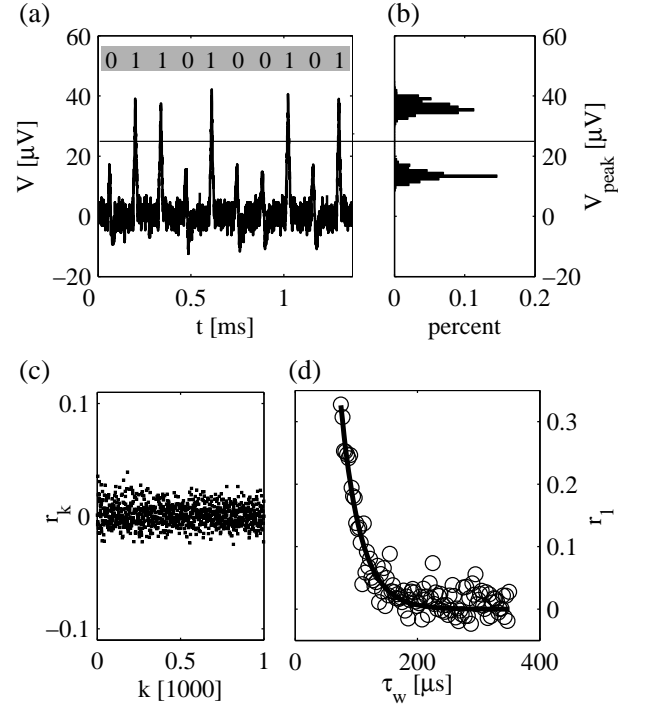 (a)
(b)
60
40
20
0
−20
V [μV]
0 1 1 0 1 0 0 1 0 1
0
0.5
1
t [ms]
60
40
20
0
−20
V_peak [μV]
0
0.1
0.2
percent
(c)
(d)
0.1
0
−0.1
r_k
0
0.5
1
k [1000]
0.3
0.2
0.1
0
r_1
0
200
400
τ_w [μs]